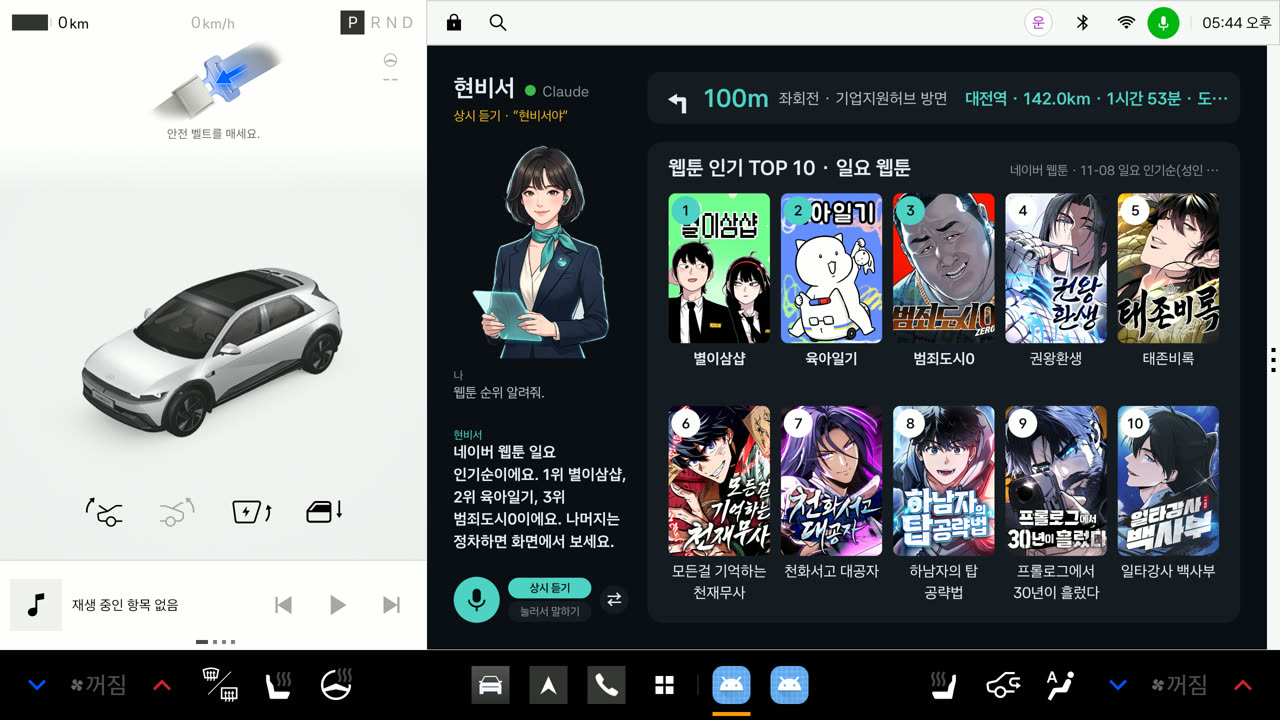 0km
0km/h
P R N D
안전 벨트를 매세요.
재생 중인 항목 없음
운
05:44 오후
현비서
Claude
상시 듣기 · "현비서야"
100m 좌회전 · 기업지원허브 방면 대전역 · 142.0km · 1시간 53분 · 도…
나
웹툰 순위 알려줘.
현비서
네이버 웹툰 일요
인기순이에요. 1위 별이삼샵,
2위 육아일기, 3위
범죄도시0이에요. 나머지는
정차하면 화면에서 보세요.
상시 듣기
눌러서 말하기
웹툰 인기 TOP 10 · 일요 웹툰
네이버 웹툰 · 11-08 일요 인기순(성인 …
1
별이삼샵
별이삼샵
2
아일기
육아일기
3
범죄도시0
ZERO
범죄도시0
4
권왕
환생
권왕환생
5
태존비록
태존비록
6
모든걸
기억하는
천재무사
모든걸 기억하는
천재무사
7
천화서고
대공자
천화서고 대공자
8
하남자의
탑공략법
하남자의 탑
공략법
9
프롤로그에서
30년이 흘렀다
프롤로그에서
30년이 흘렀다
10
일타강사
백사부
일타강사 백사부
꺼짐
A
꺼짐